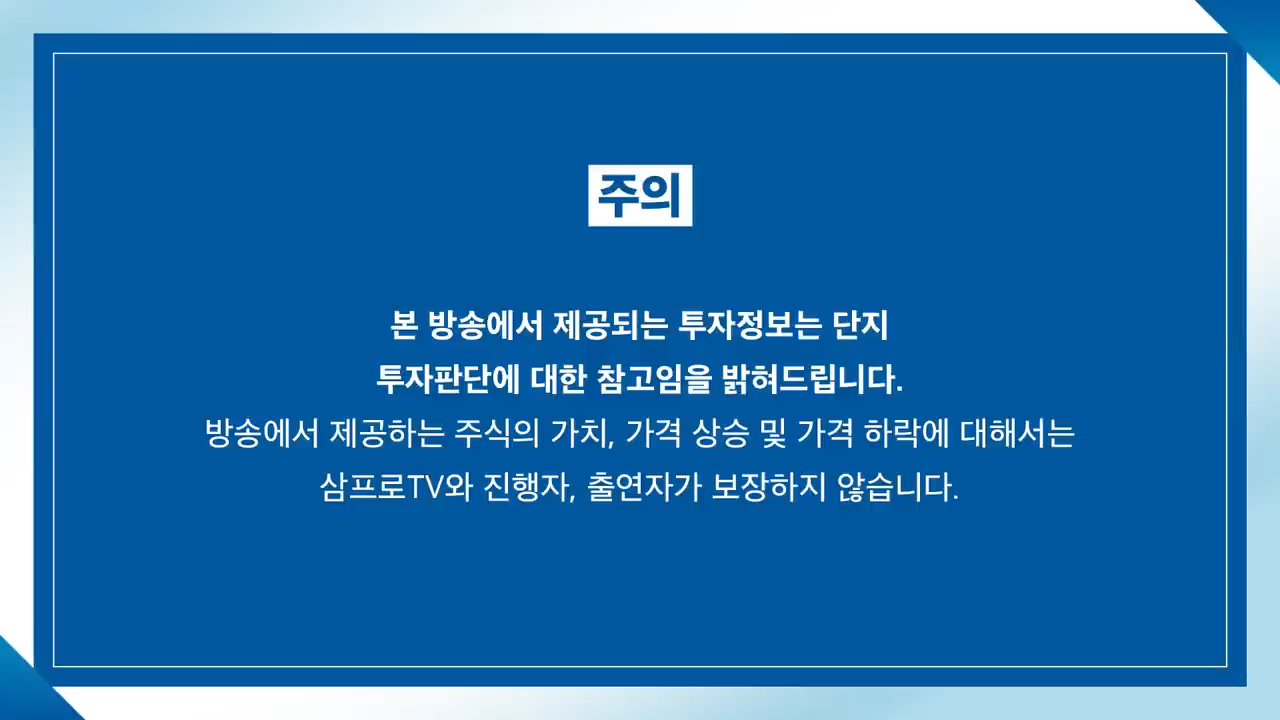 주의
본 방송에서 제공되는 투자정보는 단지
투자판단에 대한 참고임을 밝혀드립니다.
방송에서 제공하는 주식의 가치, 가격 상승 및 가격 하락에 대해서는
삼프로TV와 진행자, 출연자가 보장하지 않습니다.